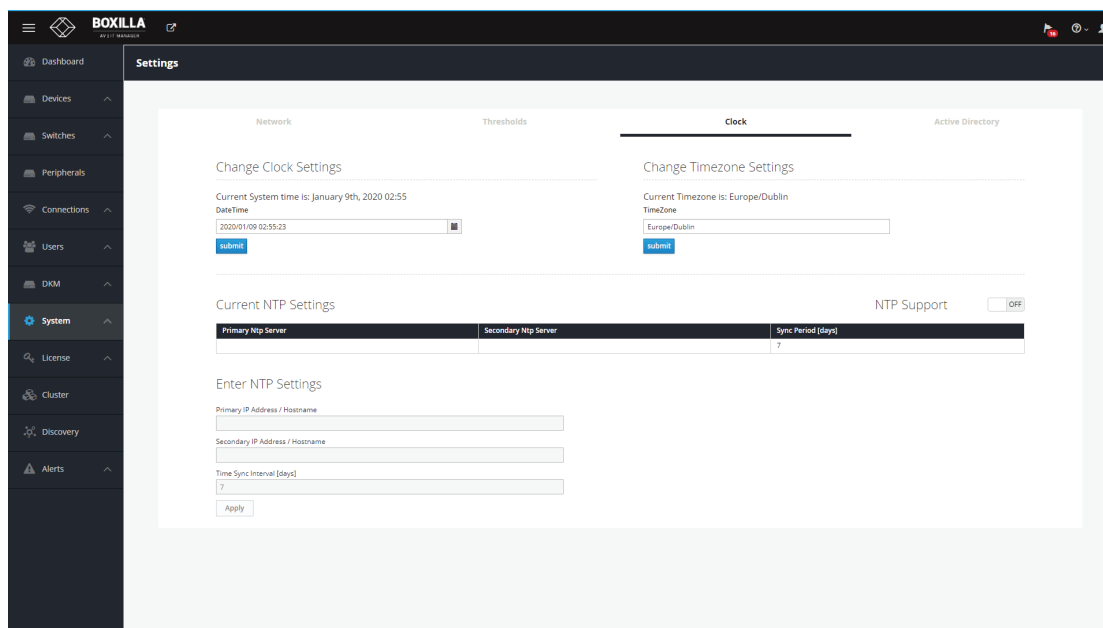 BOXILLA
AV/IT MANAGER
16
Dashboard
Settings
Devices
Switches
Peripherals
Connections
Users
DKM
System
License
Cluster
Discovery
Alerts
Network Thresholds Clock Active Directory
Change Clock Settings
Current System time is: January 9th, 2020 02:55
DateTime
2020/01/09 02:55:23
submit
Change Timezone Settings
Current Timezone is: Europe/Dublin
TimeZone
Europe/Dublin
submit
Current NTP Settings
NTP Support OFF
Primary Ntp Server Secondary Ntp Server Sync Period [days]
7
Enter NTP Settings
Primary IP Address / Hostname
Secondary IP Address / Hostname
Time Sync Interval [days]
7
Apply